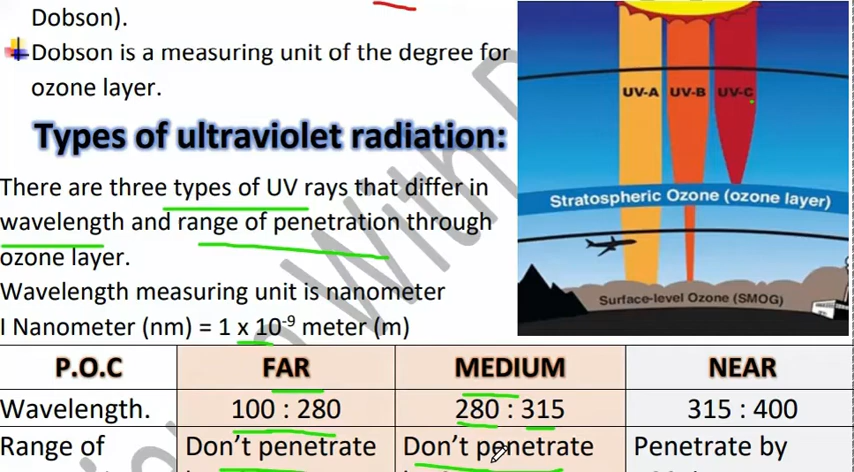 Dobson).
Dobson is a measuring unit of the degree for
ozone layer.
Types of ultraviolet radiation:
There are three types of UV rays that differ in
wavelength and range of penetration through
ozone layer.
Wavelength measuring unit is nanometer
I Nanometer (nm) = 1 x 10⁻⁹ meter (m)
UV-A UV-B UV-C
Stratospheric Ozone (ozone layer)
Surface-level Ozone (SMOG)
P.O.C FAR MEDIUM NEAR
Wavelength. 100 : 280 280 : 315 315 : 400
Range of Don't penetrate Don't penetrate Penetrate by
With